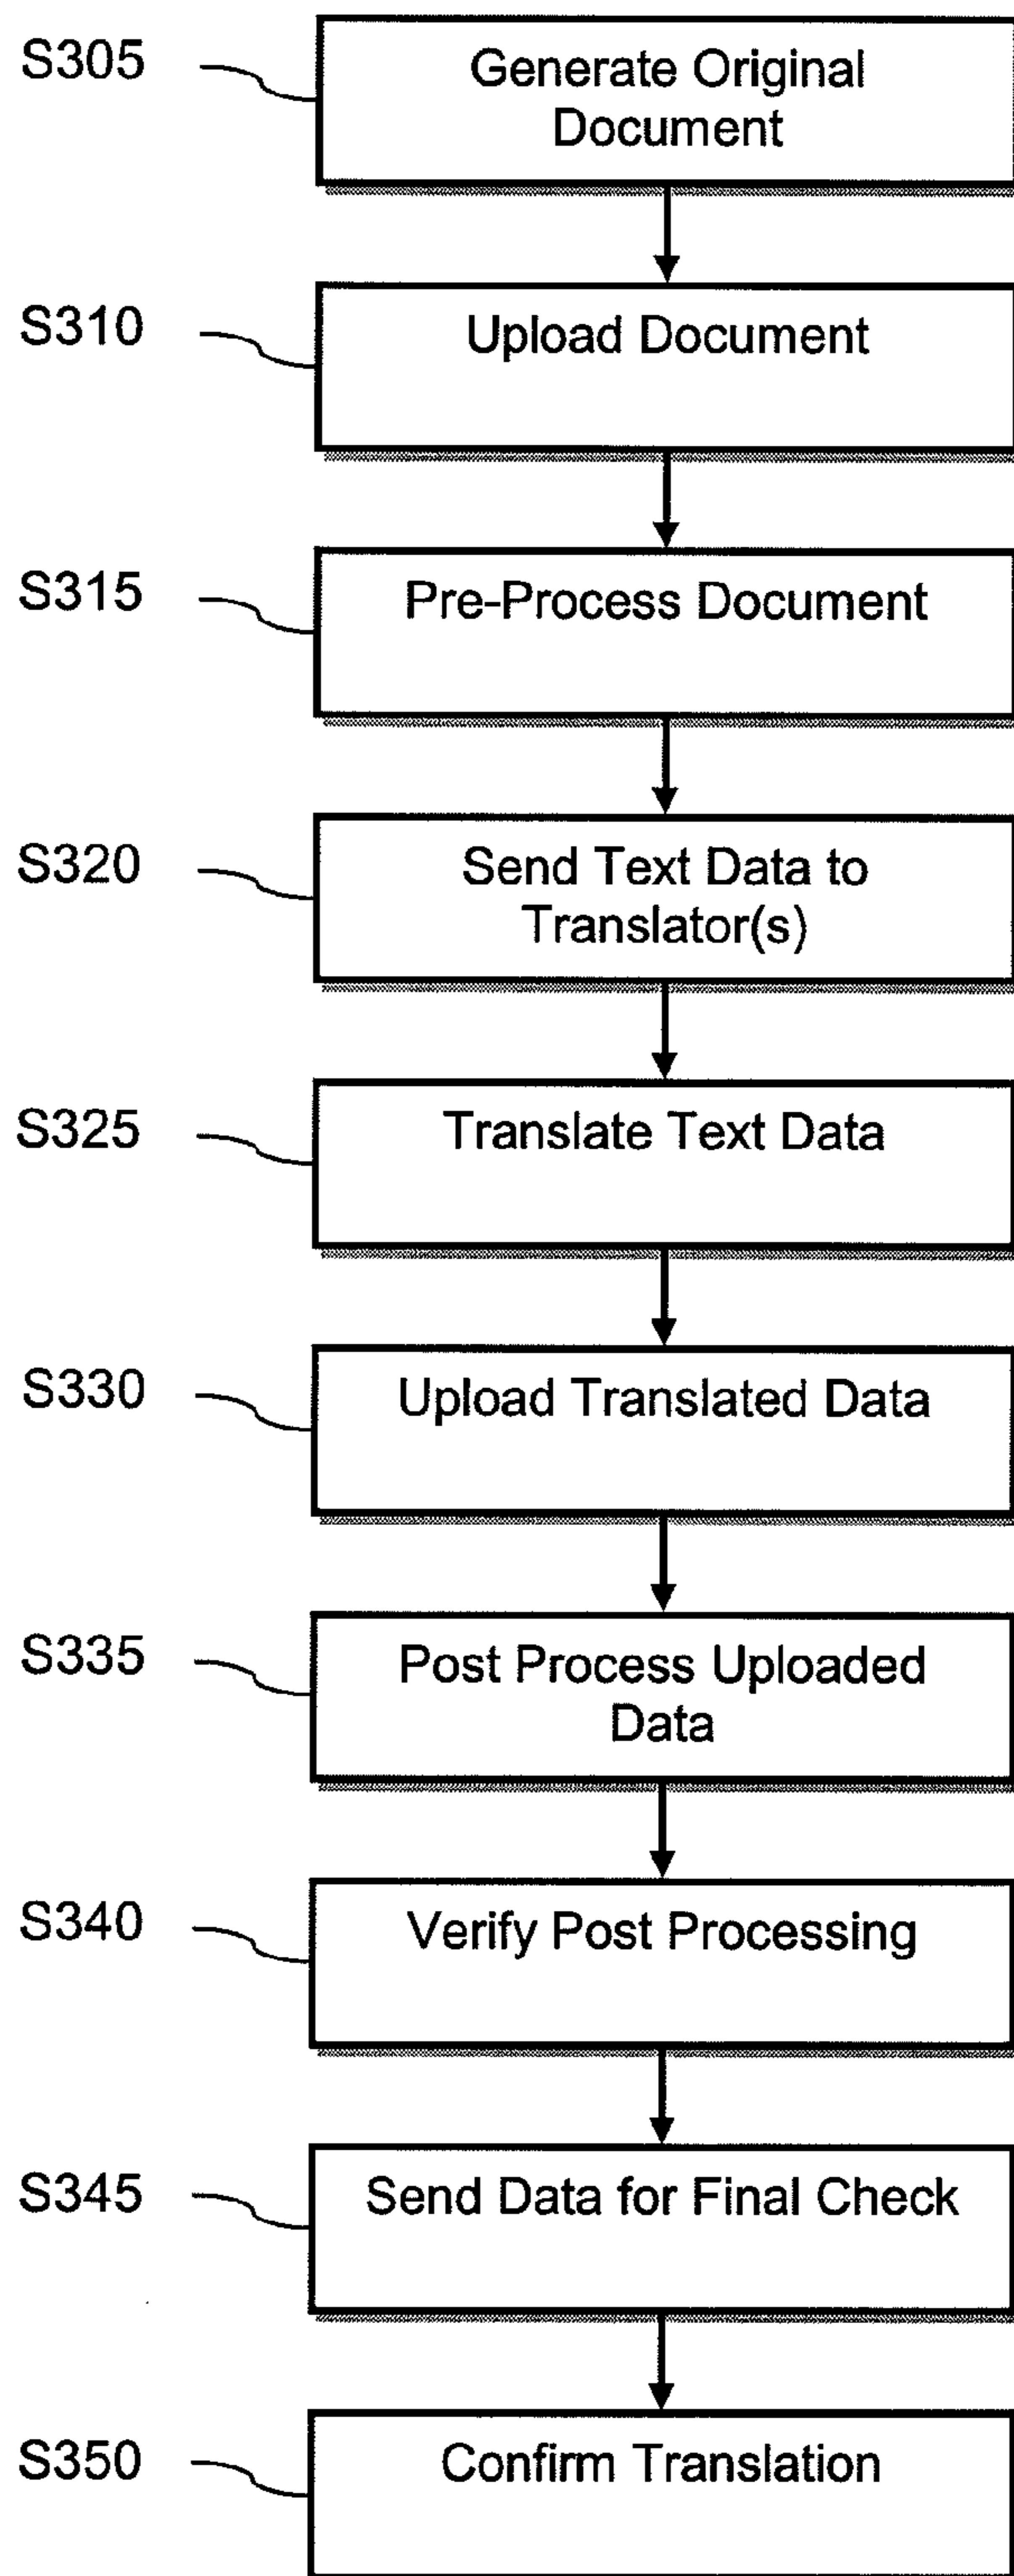 S305
Generate Original
Document
S310
Upload Document
S315
Pre-Process Document
S320
Send Text Data to
Translator(s)
S325
Translate Text Data
S330
Upload Translated Data
S335
Post Process Uploaded
Data
S340
Verify Post Processing
S345
Send Data for Final Check
S350
Confirm Translation